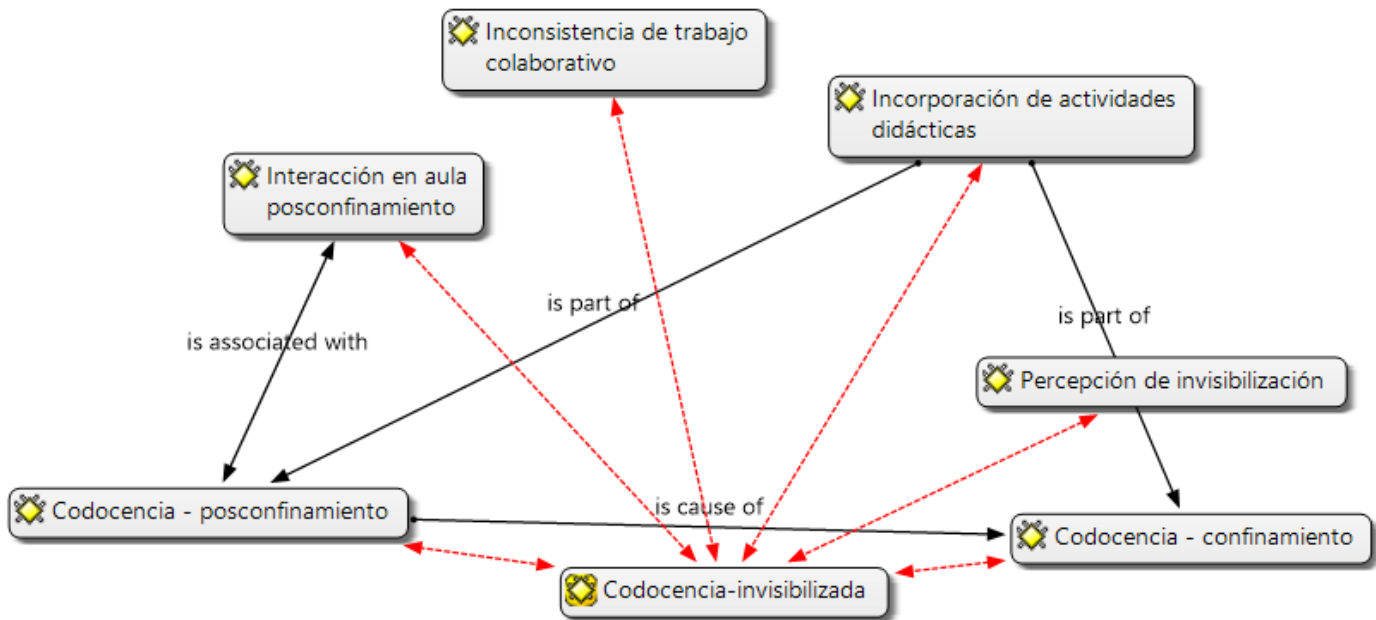 Inconsistencia de trabajo
colaborativo
Incorporación de actividades
didácticas
Interacción en aula
posconfinamiento
is part of
is part of
is associated with
Percepción de invisibilización
Codocencia - posconfinamiento
is cause of
Codocencia - confinamiento
Codocencia-invisibilizada